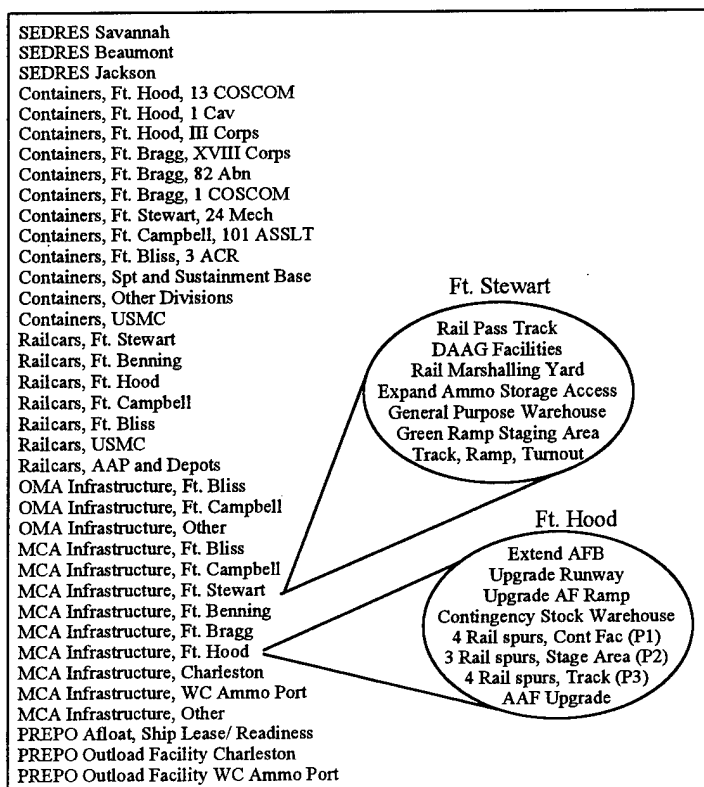 SEDRES Savannah
SEDRES Beaumont
SEDRES Jackson
Containers, Ft. Hood, 13 COSCOM
Containers, Ft. Hood, 1 Cav
Containers, Ft. Hood, III Corps
Containers, Ft. Bragg, XVIII Corps
Containers, Ft. Bragg, 82 Abn
Containers, Ft. Bragg, 1 COSCOM
Containers, Ft. Stewart, 24 Mech
Containers, Ft. Campbell, 101 ASSLT
Containers, Ft. Bliss, 3 ACR
Containers, Spt and Sustainment Base
Containers, Other Divisions
Containers, USMC
Railcars, Ft. Stewart
Railcars, Ft. Benning
Railcars, Ft. Hood
Railcars, Ft. Campbell
Railcars, Ft. Bliss
Railcars, USMC
Railcars, AAP and Depots
OMA Infrastructure, Ft. Bliss
OMA Infrastructure, Ft. Campbell
OMA Infrastructure, Other
MCA Infrastructure, Ft. Bliss
MCA Infrastructure, Ft. Campbell
MCA Infrastructure, Ft. Stewart
MCA Infrastructure, Ft. Benning
MCA Infrastructure, Ft. Bragg
MCA Infrastructure, Ft. Hood
MCA Infrastructure, Charleston
MCA Infrastructure, WC Ammo Port
MCA Infrastructure, Other
PREPO Afloat, Ship Lease/ Readiness
PREPO Outload Facility Charleston
PREPO Outload Facility WC Ammo Port
Ft. Stewart
Rail Pass Track
DAAG Facilities
Rail Marshalling Yard
Expand Ammo Storage Access
General Purpose Warehouse
Green Ramp Staging Area
Track, Ramp, Turnout
Ft. Hood
Extend AFB
Upgrade Runway
Upgrade AF Ramp
Contingency Stock Warehouse
4 Rail spurs, Cont Fac (P1)
3 Rail spurs, Stage Area (P2)
4 Rail spurs, Track (P3)
AAF Upgrade